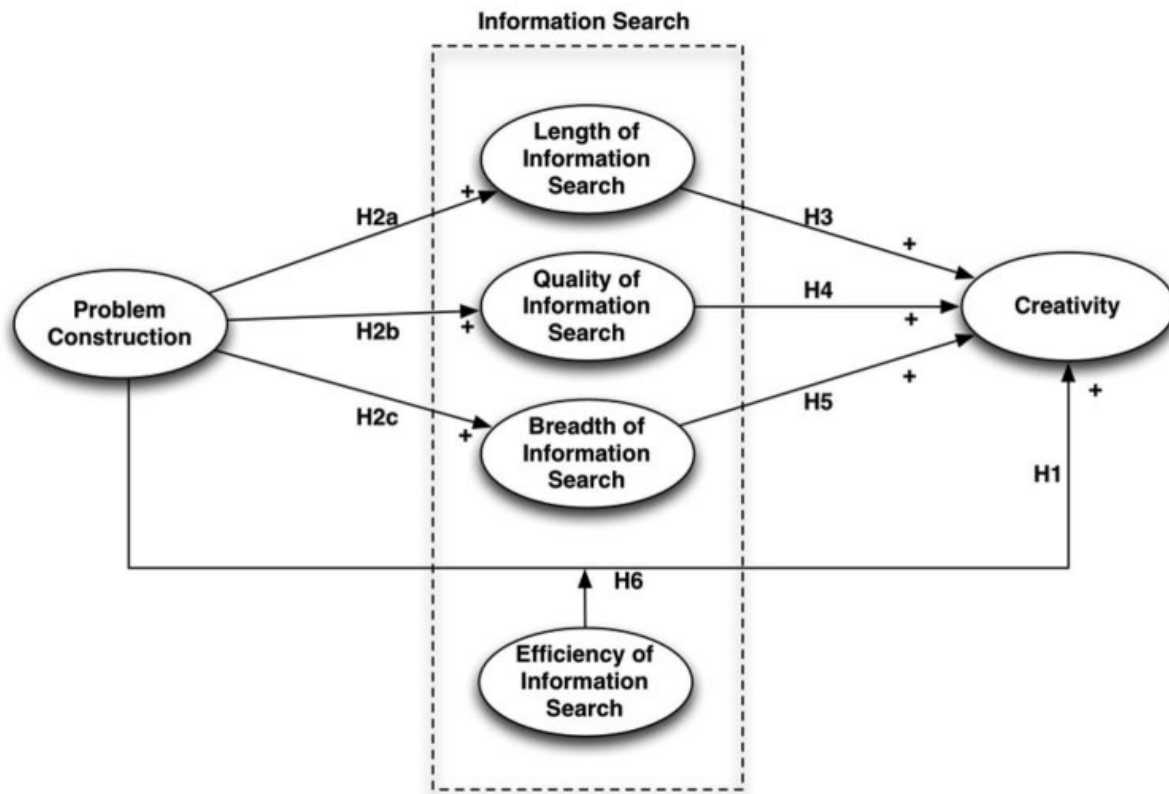 Information Search
Length of
Information
Search
+
H2a
H3
+
Problem
Construction
H2b
+
Quality of
Information
Search
H4
+
Creativity
H2c
+
Breadth of
Information
Search
H5
+
+
H1
H6
Efficiency of
Information
Search